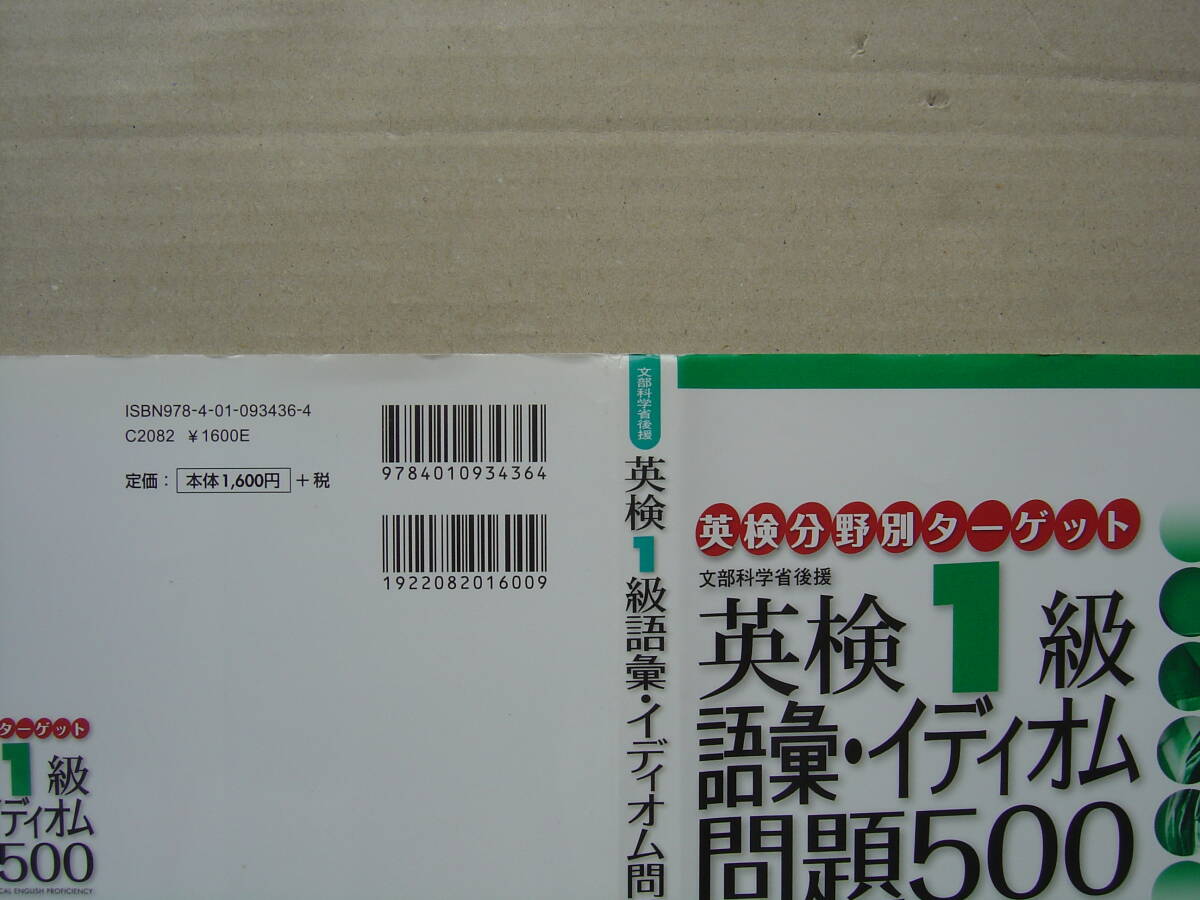 ISBN978-4-01-093436-4
C2082 ¥1600E
定価： 本体1,600円 +税
9784010934364
1922082016009
ターゲット
1級
ディオム
500
CAL ENGLISH PROFICIENCY
文部科学省後援
英検1級語彙・イディオム問
英検分野別ターゲット
文部科学省後援
英検1級
語彙・イディオム
問題500